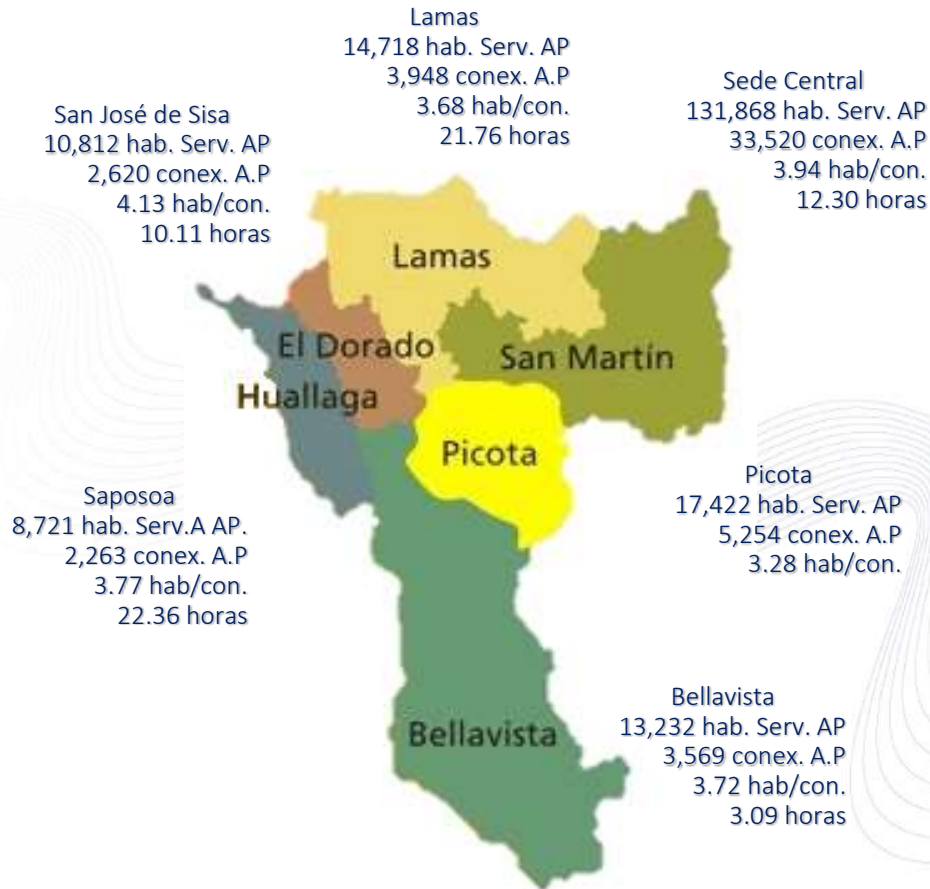 Lamas
14,718 hab. Serv. AP
3,948 conex. A.P
3.68 hab/con.
21.76 horas
Sede Central
131,868 hab. Serv. AP
33,520 conex. A.P
3.94 hab/con.
12.30 horas
San José de Sisa
10,812 hab. Serv. AP
2,620 conex. A.P
4.13 hab/con.
10.11 horas
Lamas
El Dorado
San Martín
Huallaga
Picota
Saposoa
8,721 hab. Serv.A AP.
2,263 conex. A.P
3.77 hab/con.
22.36 horas
Picota
17,422 hab. Serv. AP
5,254 conex. A.P
3.28 hab/con.
Bellavista
Bellavista
13,232 hab. Serv. AP
3,569 conex. A.P
3.72 hab/con.
3.09 horas